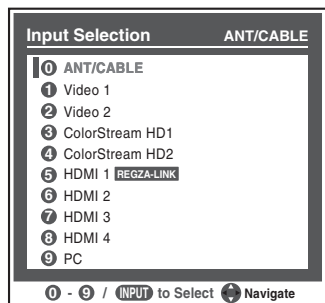 Input Selection ANT/CABLE
0 ANT/CABLE
1 Video 1
2 Video 2
3 ColorStream HD1
4 ColorStream HD2
5 HDMI 1 REGZA-LINK
6 HDMI 2
7 HDMI 3
8 HDMI 4
9 PC
0 - 9 / INPUT to Select Navigate